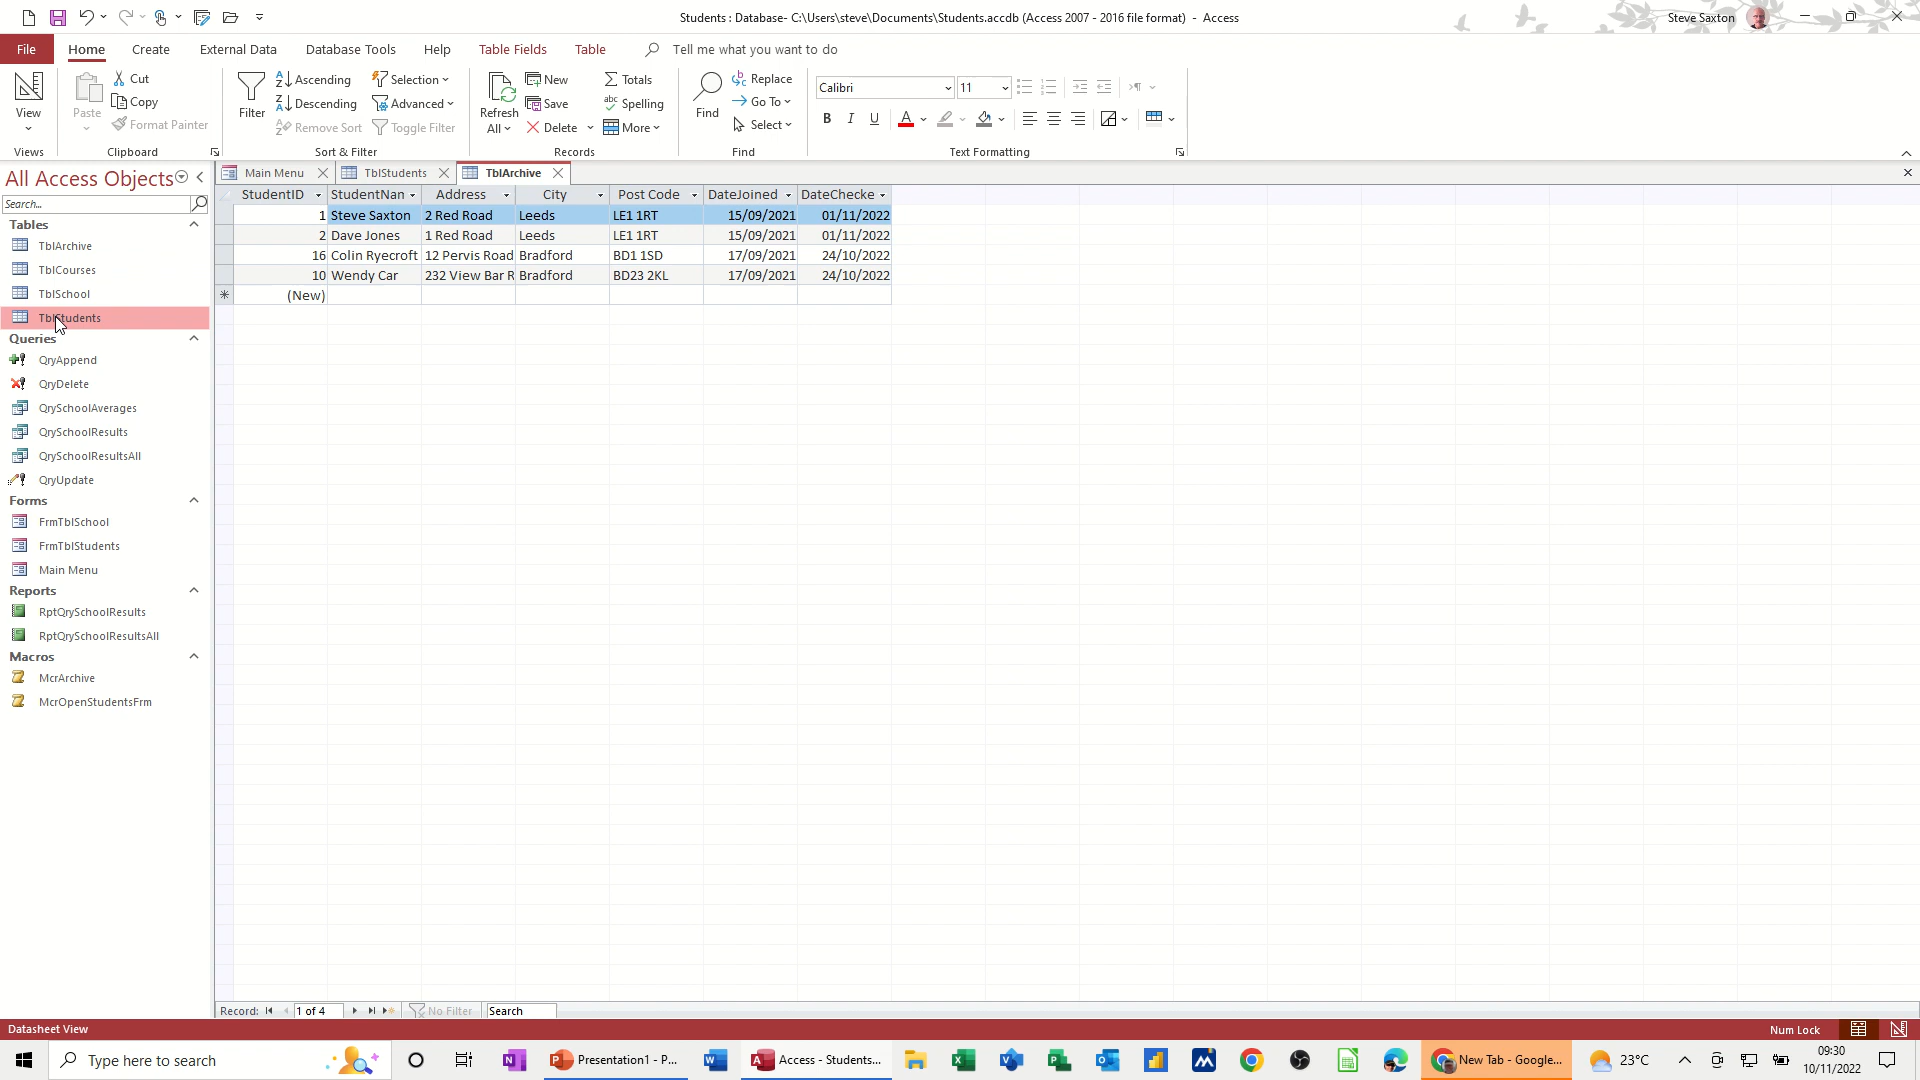 Students : Database- C:\Users\steve\Documents\Students.accdb (Access 2007 - 2016 file format) - Access
Steve Saxton
File Home Create External Data Database Tools Help Table Fields Table Tell me what you want to do
View
Views
Paste
Cut
Copy
Format Painter
Clipboard
Filter
Ascending
Descending
Remove Sort
Selection
Advanced
Toggle Filter
Sort & Filter
Refresh
All
New
Save
Delete
Totals
Spelling
More
Records
Find
Replace
Go To
Select
Find
Calibri 11
B I U
Text Formatting
All Access Objects
Search...
Tables
TblArchive
TblCourses
TblSchool
TblStudents
Queries
QryAppend
QryDelete
QrySchoolAverages
QrySchoolResults
QrySchoolResultsAll
QryUpdate
Forms
FrmTblSchool
FrmTblStudents
Main Menu
Reports
RptQrySchoolResults
RptQrySchoolResultsAll
Macros
McrArchive
McrOpenStudentsFrm
Main Menu TblStudents TblArchive
StudentID StudentNan Address City Post Code DateJoined DateChecke
1 Steve Saxton 2 Red Road Leeds LE1 1RT 15/09/2021 01/11/2022
2 Dave Jones 1 Red Road Leeds LE1 1RT 15/09/2021 01/11/2022
16 Colin Ryecroft 12 Pervis Road Bradford BD1 1SD 17/09/2021 24/10/2022
10 Wendy Car 232 View Bar R Bradford BD23 2KL 17/09/2021 24/10/2022
(New)
Record: 1 of 4 No Filter Search
Datasheet View
Num Lock
Type here to search
Presentation1 - P...
Access - Students...
New Tab - Google...
23°C
09:30
10/11/2022